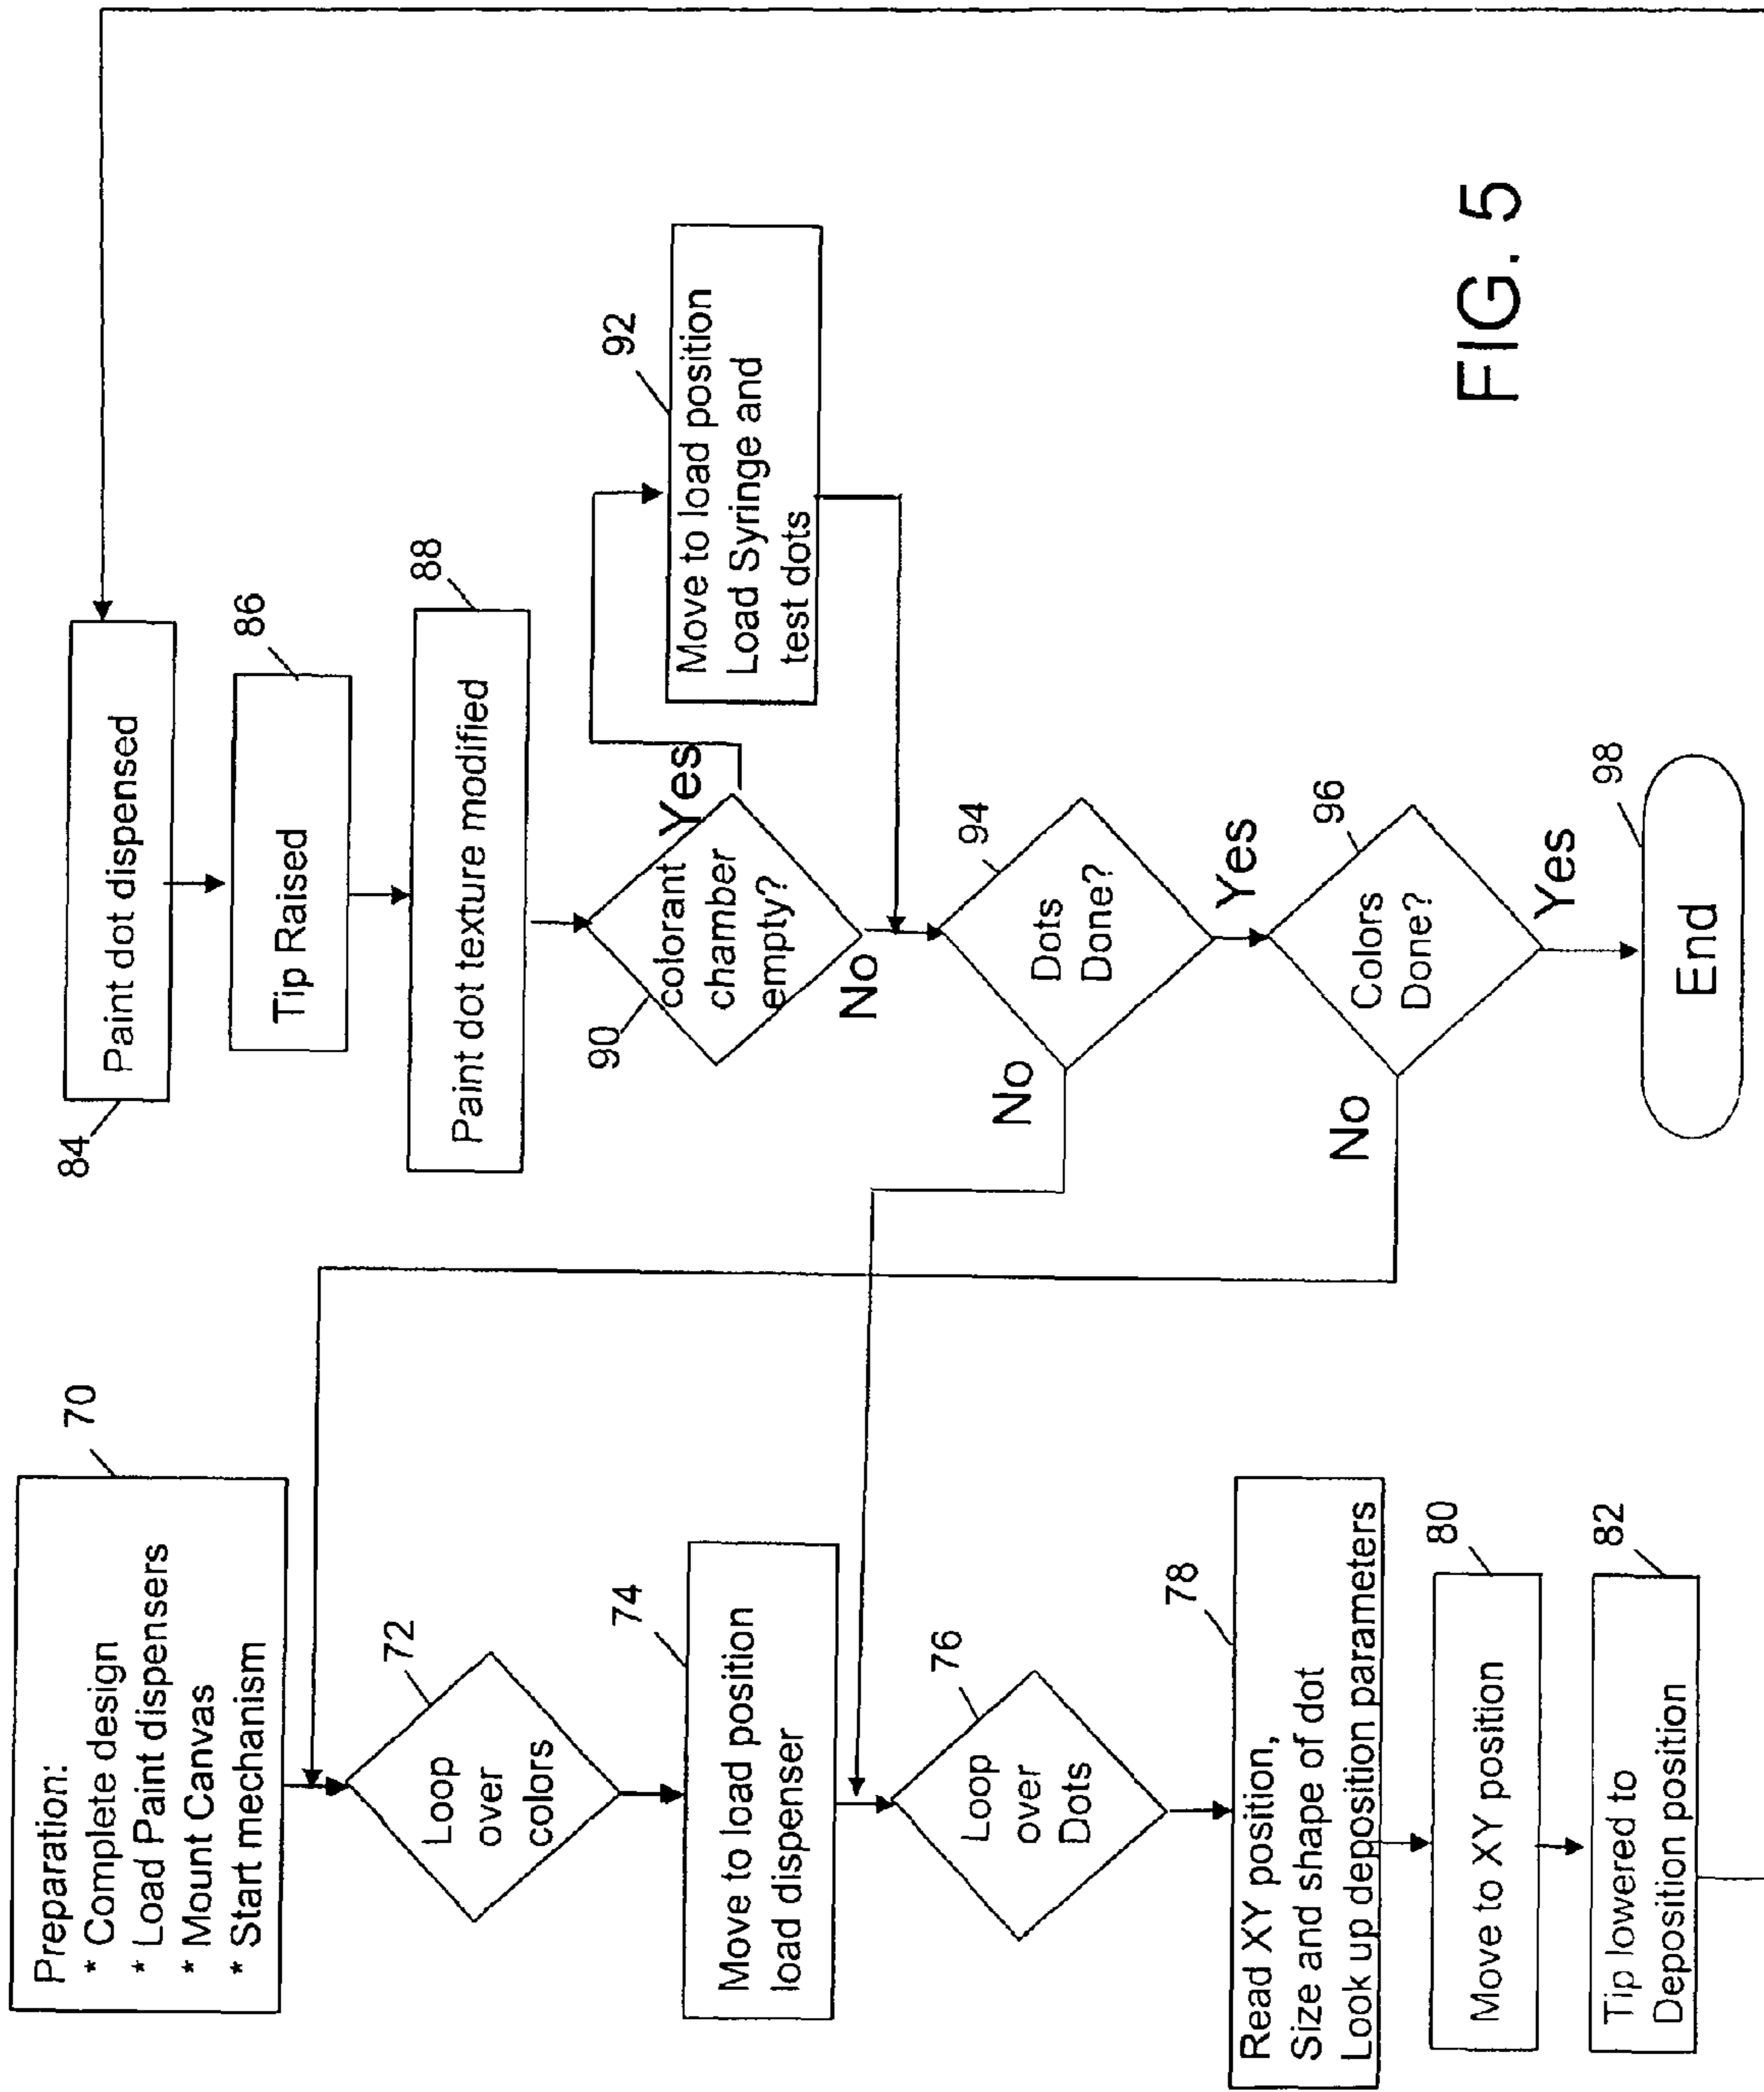 70
Preparation:
* Complete design
* Load Paint dispensers
* Mount Canvas
* Start mechanism
72
Loop
over
colors
74
Move to load position
load dispenser
76
Loop
over
Dots
78
Read XY position,
Size and shape of dot
Look up deposition parameters
80
Move to XY position
82
Tip lowered to
Deposition position
84
Paint dot dispensed
86
Tip Raised
88
Paint dot texture modified
90
colorant
chamber
empty?
Yes
No
92
Move to load position
Load Syringe and
test dots
94
Dots
Done?
No
Yes
96
Colors
Done?
No
Yes
98
End
FIG. 5